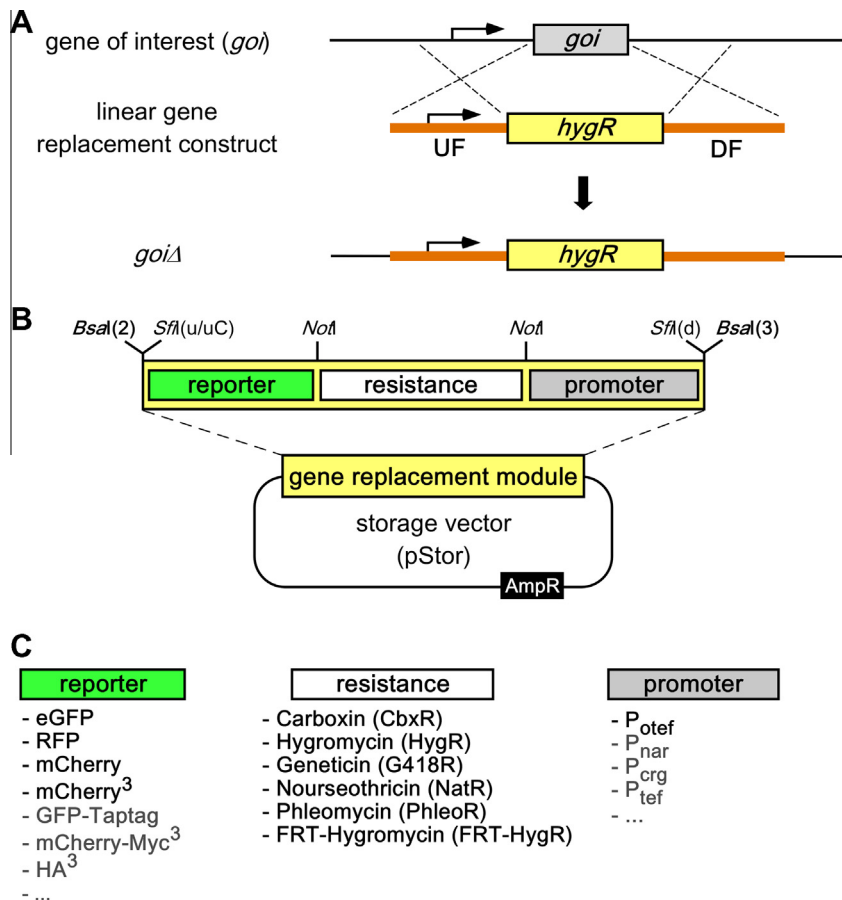 A
gene of interest (goi)
goi
linear gene
replacement construct
hygR
UF
DF
goiΔ
hygR
B
BsaI(2)
SfiI(u/uC)
NotI
NotI
SfiI(d)
BsaI(3)
reporter
resistance
promoter
gene replacement module
storage vector
(pStor)
AmpR
C
reporter
- eGFP
- RFP
- mCherry
- mCherry³
- GFP-Taptag
- mCherry-Myc³
- HA³
- ...
resistance
- Carboxin (CbxR)
- Hygromycin (HygR)
- Geneticin (G418R)
- Nourseothricin (NatR)
- Phleomycin (PhleoR)
- FRT-Hygromycin (FRT-HygR)
promoter
- Potef
- Pnar
- Pcrg
- Ptef
- ...